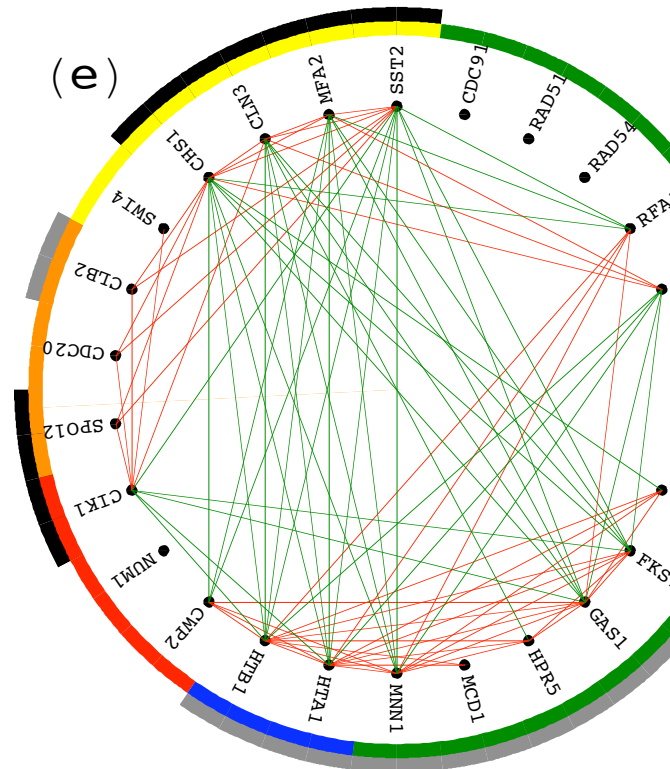 (e)
SST2
CDC91
RAD51
RAD54
MFA2
CLN3
CHS1
SWI4
CLB2
CDC20
SPO12
CIK1
NUM1
CWP2
HTB1
HTA1
MNN1
MCD1
HPR5
GAS1